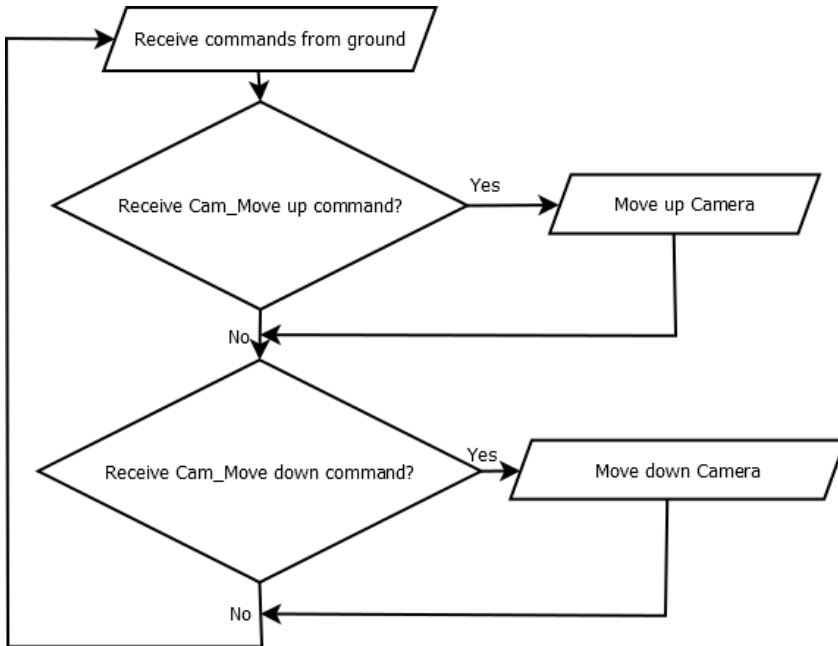 Receive commands from ground
Yes
Receive Cam_Move up command?
Move up Camera
No
Yes
Receive Cam_Move down command?
Move down Camera
No